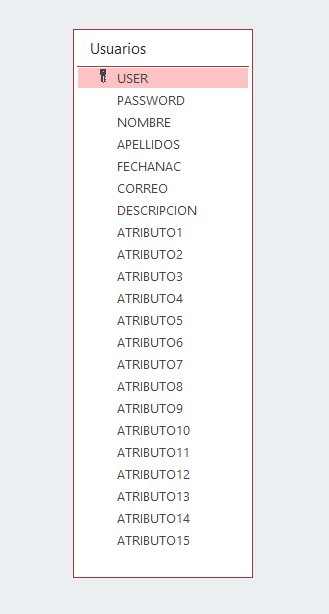 Usuarios
USER
PASSWORD
NOMBRE
APELLIDOS
FECHANAC
CORREO
DESCRIPCION
ATRIBUTO1
ATRIBUTO2
ATRIBUTO3
ATRIBUTO4
ATRIBUTO5
ATRIBUTO6
ATRIBUTO7
ATRIBUTO8
ATRIBUTO9
ATRIBUTO10
ATRIBUTO11
ATRIBUTO12
ATRIBUTO13
ATRIBUTO14
ATRIBUTO15